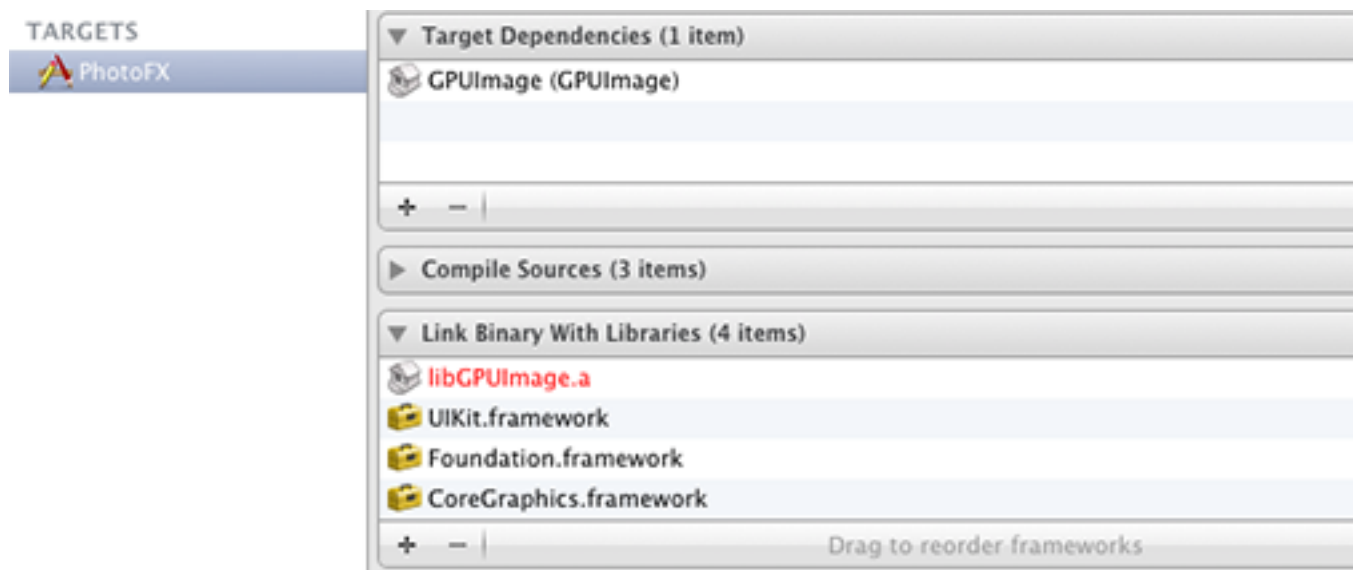 TARGETS
PhotoFX
Target Dependencies (1 item)
GPUImage (GPUImage)
Compile Sources (3 items)
Link Binary With Libraries (4 items)
libGPUImage.a
UIKit.framework
Foundation.framework
CoreGraphics.framework
Drag to reorder frameworks